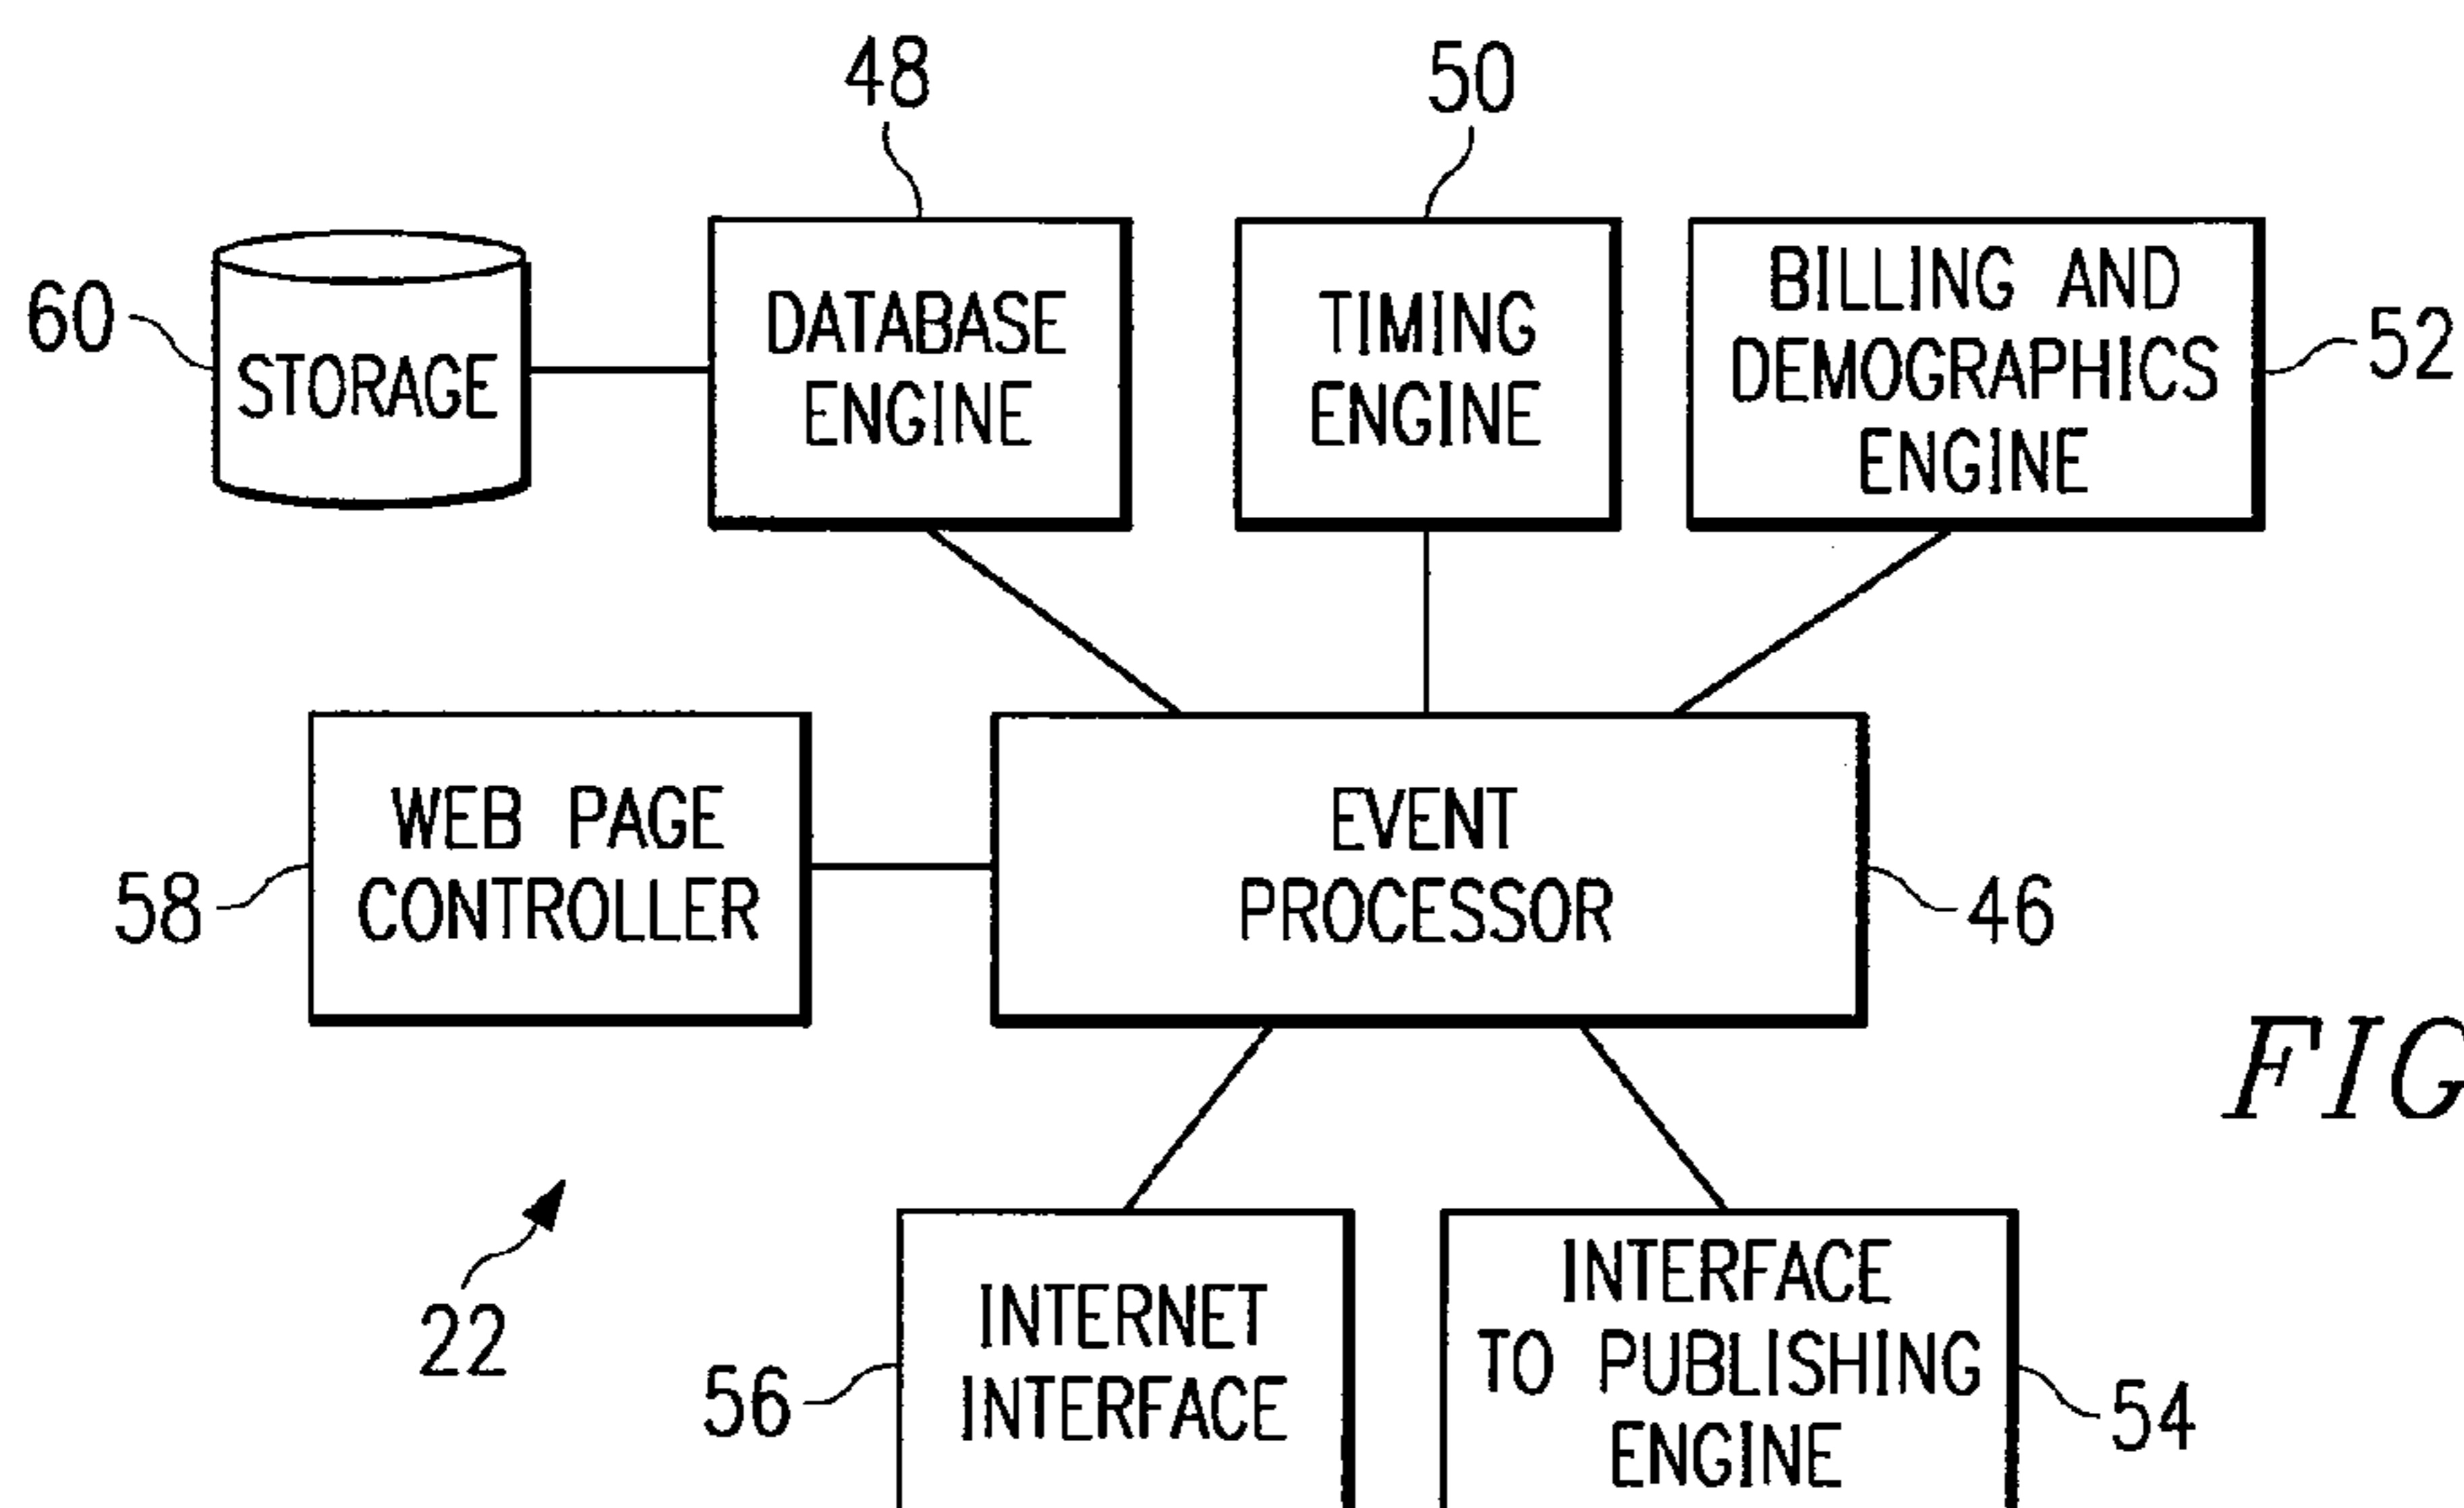 48
50
60
STORAGE
DATABASE
ENGINE
TIMING
ENGINE
BILLING AND
DEMOGRAPHICS
ENGINE
52
58
WEB PAGE
CONTROLLER
EVENT
PROCESSOR
46
FIG
22
56
INTERNET
INTERFACE
INTERFACE
TO PUBLISHING
ENGINE
54